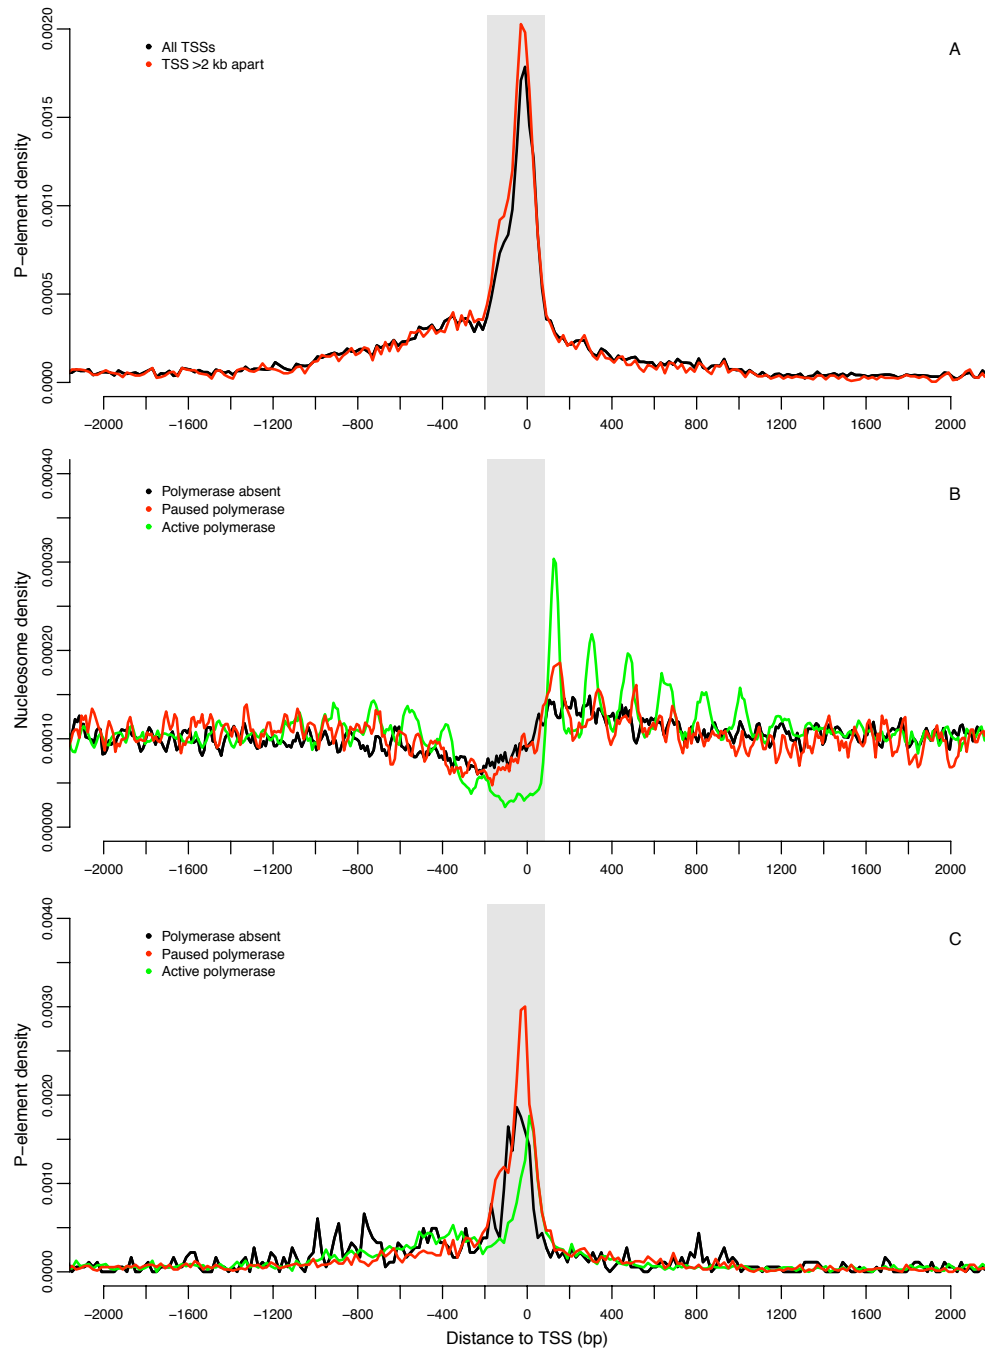 A
All TSSs
TSS >2 kb apart
P−element density
0.0000
0.0005
0.0010
0.0015
0.0020
−2000 −1600 −1200 −800 −400 0 400 800 1200 1600 2000
B
Polymerase absent
Paused polymerase
Active polymerase
Nucleosome density
0.00000
0.00010
0.00020
0.00030
0.00040
−2000 −1600 −1200 −800 −400 0 400 800 1200 1600 2000
C
Polymerase absent
Paused polymerase
Active polymerase
P−element density
0.0000
0.0010
0.0020
0.0030
0.0040
−2000 −1600 −1200 −800 −400 0 400 800 1200 1600 2000
Distance to TSS (bp)